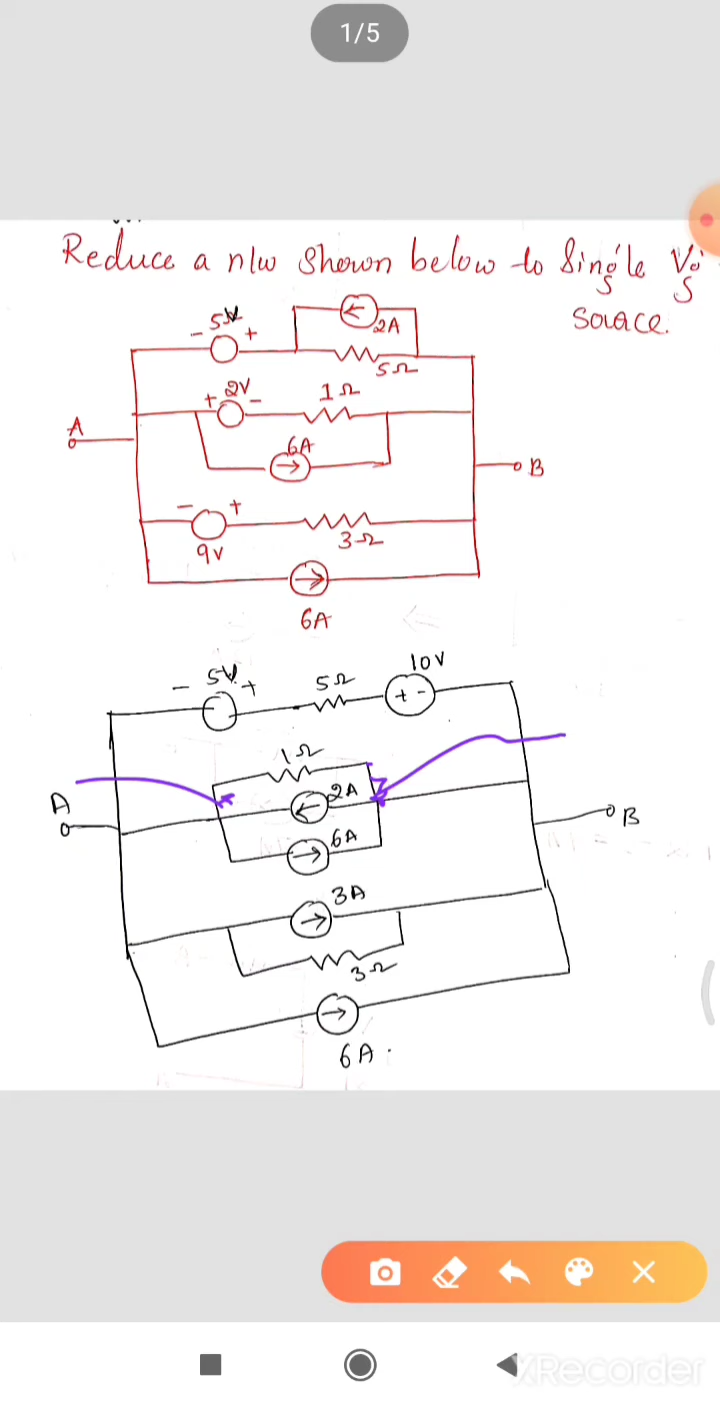 1/5
Reduce a n/w shown below to Single
source.
- 5V +
2A
5Ω
+ 2V -
1Ω
A
6A
B
- +
9V
3Ω
6A
10V
- 5V +
5Ω
+ -
1Ω
2A
A
B
6A
3A
3Ω
6A.
XRecorder